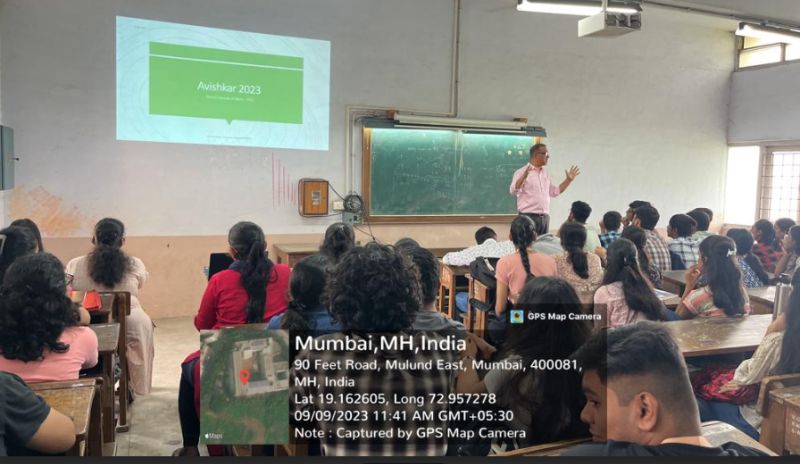 Avishkar 2023
GPS Map Camera
Mumbai,MH,India
90 Feet Road, Mulund East, Mumbai, 400081,
MH, India
Lat 19.162605, Long 72.957278
09/09/2023 11:41 AM GMT+05:30
Note : Captured by GPS Map Camera
Maps